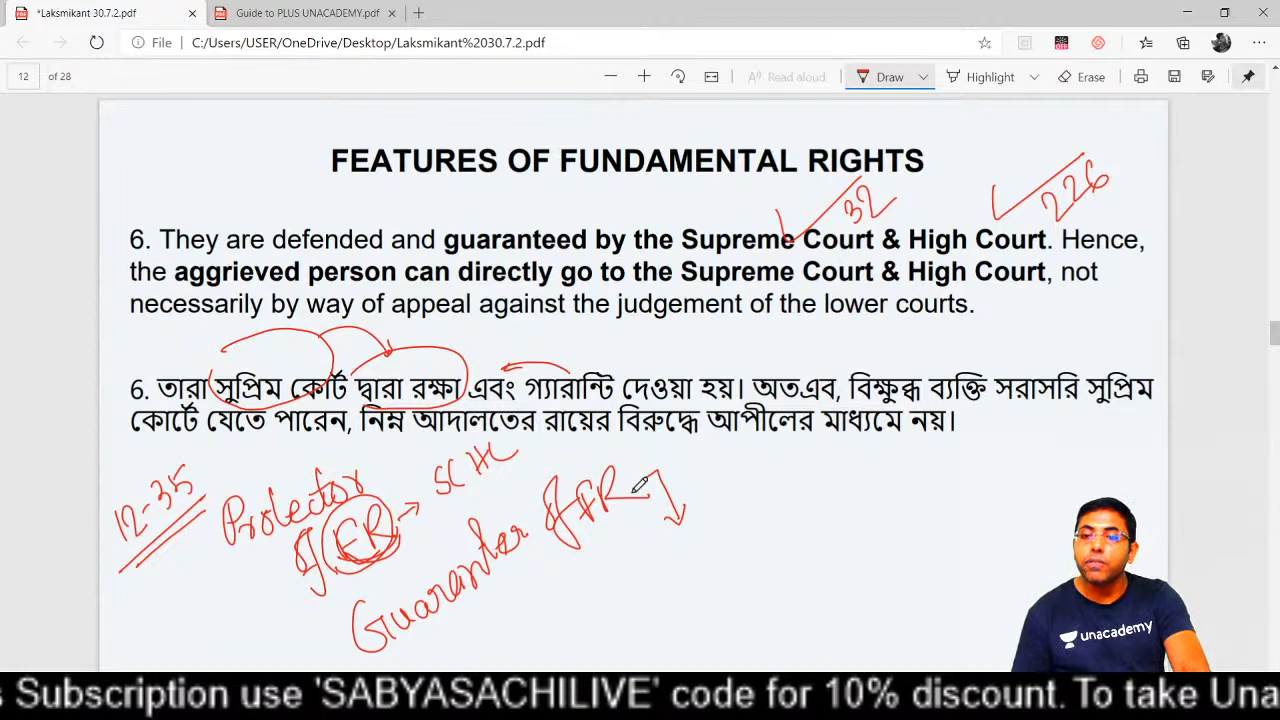 *Laksmikant 30.7.2.pdf
Guide to PLUS UNACADEMY.pdf
File C:/Users/USER/OneDrive/Desktop/Laksmikant%2030.7.2.pdf
12 of 28
Read aloud
Draw
Highlight
Erase
OFF
FEATURES OF FUNDAMENTAL RIGHTS
32
226
6. They are defended and guaranteed by the Supreme Court & High Court. Hence,
the aggrieved person can directly go to the Supreme Court & High Court, not
necessarily by way of appeal against the judgement of the lower courts.
6. তারা সুপ্রিম কোর্ট দ্বারা রক্ষা এবং গ্যারান্টি দেওয়া হয়। অতএব, বিক্ষুব্ধ ব্যক্তি সরাসরি সুপ্রিম
কোর্টে যেতে পারেন, নিম্ন আদালতের রায়ের বিরুদ্ধে আপীলের মাধ্যমে নয়।
12-35
Protector
of FR → SC HC
Guaranter of FR
unacademy
s Subscription use 'SABYASACHILIVE' code for 10% discount. To take Una